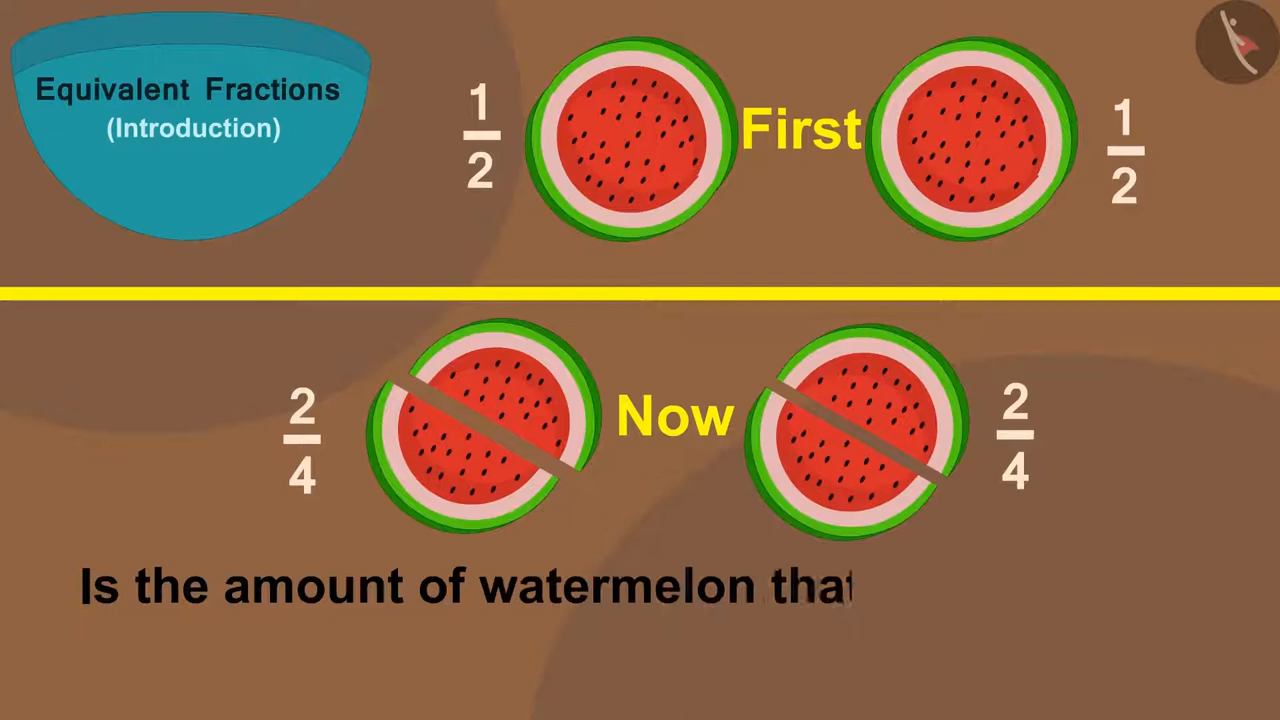 Equivalent Fractions
(Introduction)
1
2
First
1
2
2
4
Now
2
4
Is the amount of watermelon that